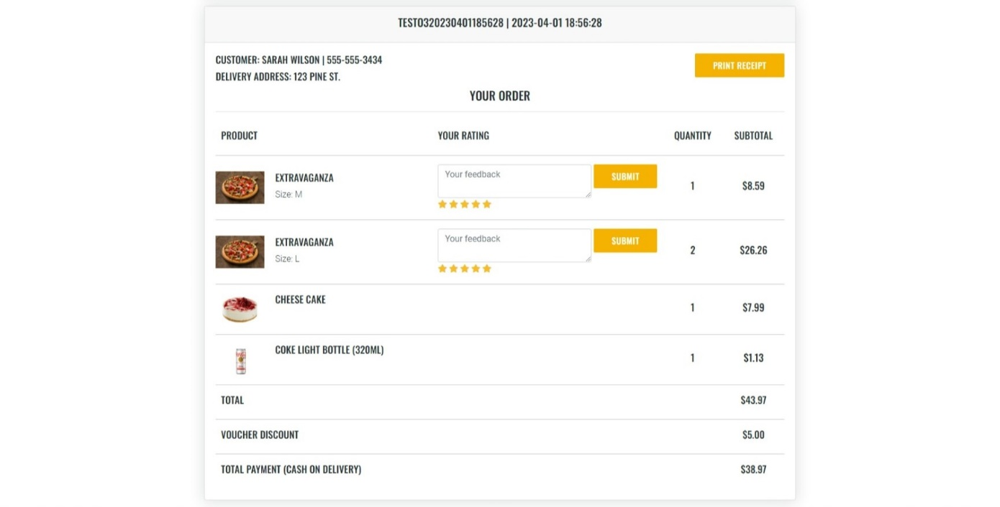 TESTO320230401185628 | 2023-04-01 18:56:28
CUSTOMER: SARAH WILSON | 555-555-3434
PRINT RECEIPT
DELIVERY ADDRESS: 123 PINE ST.
YOUR ORDER
PRODUCT YOUR RATING QUANTITY SUBTOTAL
EXTRAVAGANZA Your feedback SUBMIT 1 $8.59
Size: M
EXTRAVAGANZA Your feedback SUBMIT 2 $26.26
Size: L
CHEESE CAKE 1 $7.99
COKE LIGHT BOTTLE (320ML) 1 $1.13
TOTAL $43.97
VOUCHER DISCOUNT $5.00
TOTAL PAYMENT (CASH ON DELIVERY) $38.97